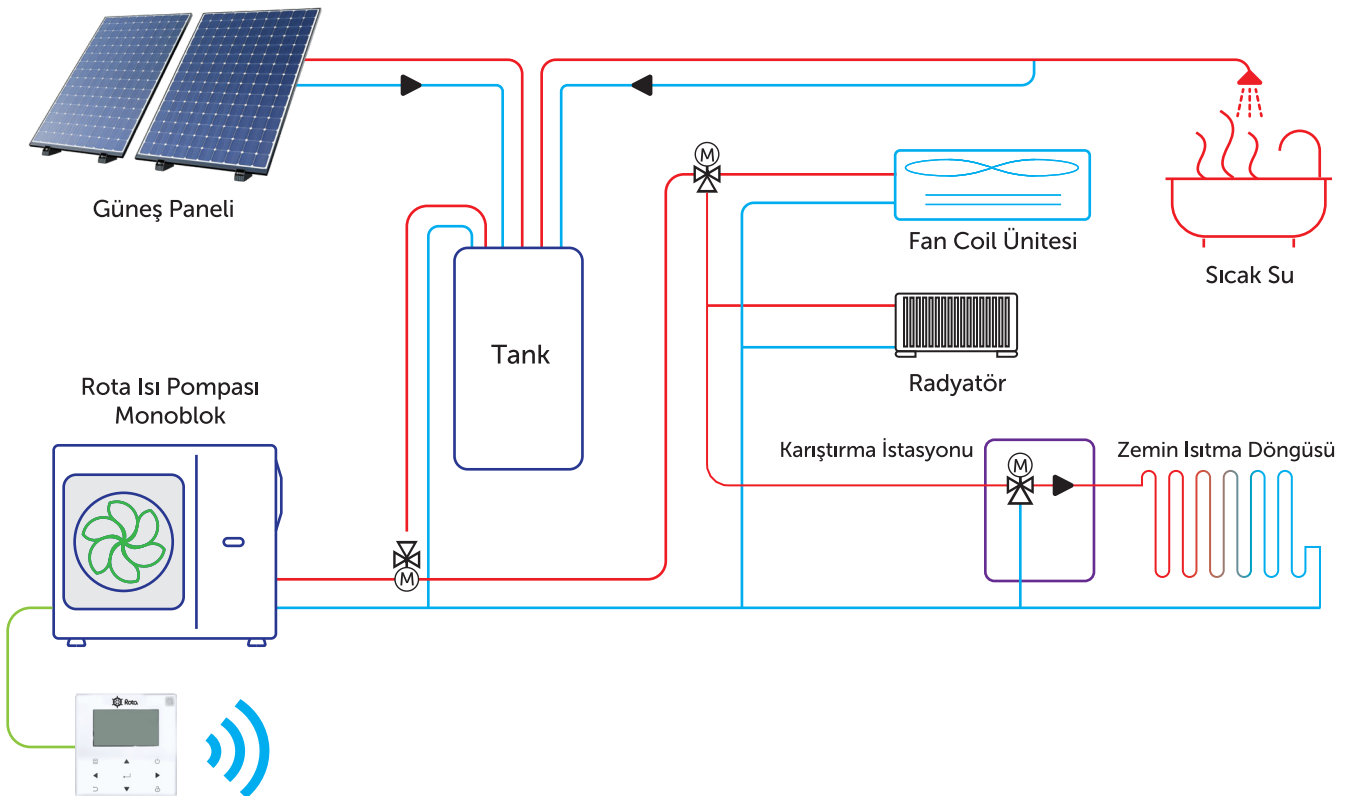 Güneş Paneli
M
Fan Coil Ünitesi
Sıcak Su
Tank
Radyatör
Rota Isı Pompası
Monoblok
Karıştırma İstasyonu
M
Zemin Isıtma Döngüsü
M
Rota